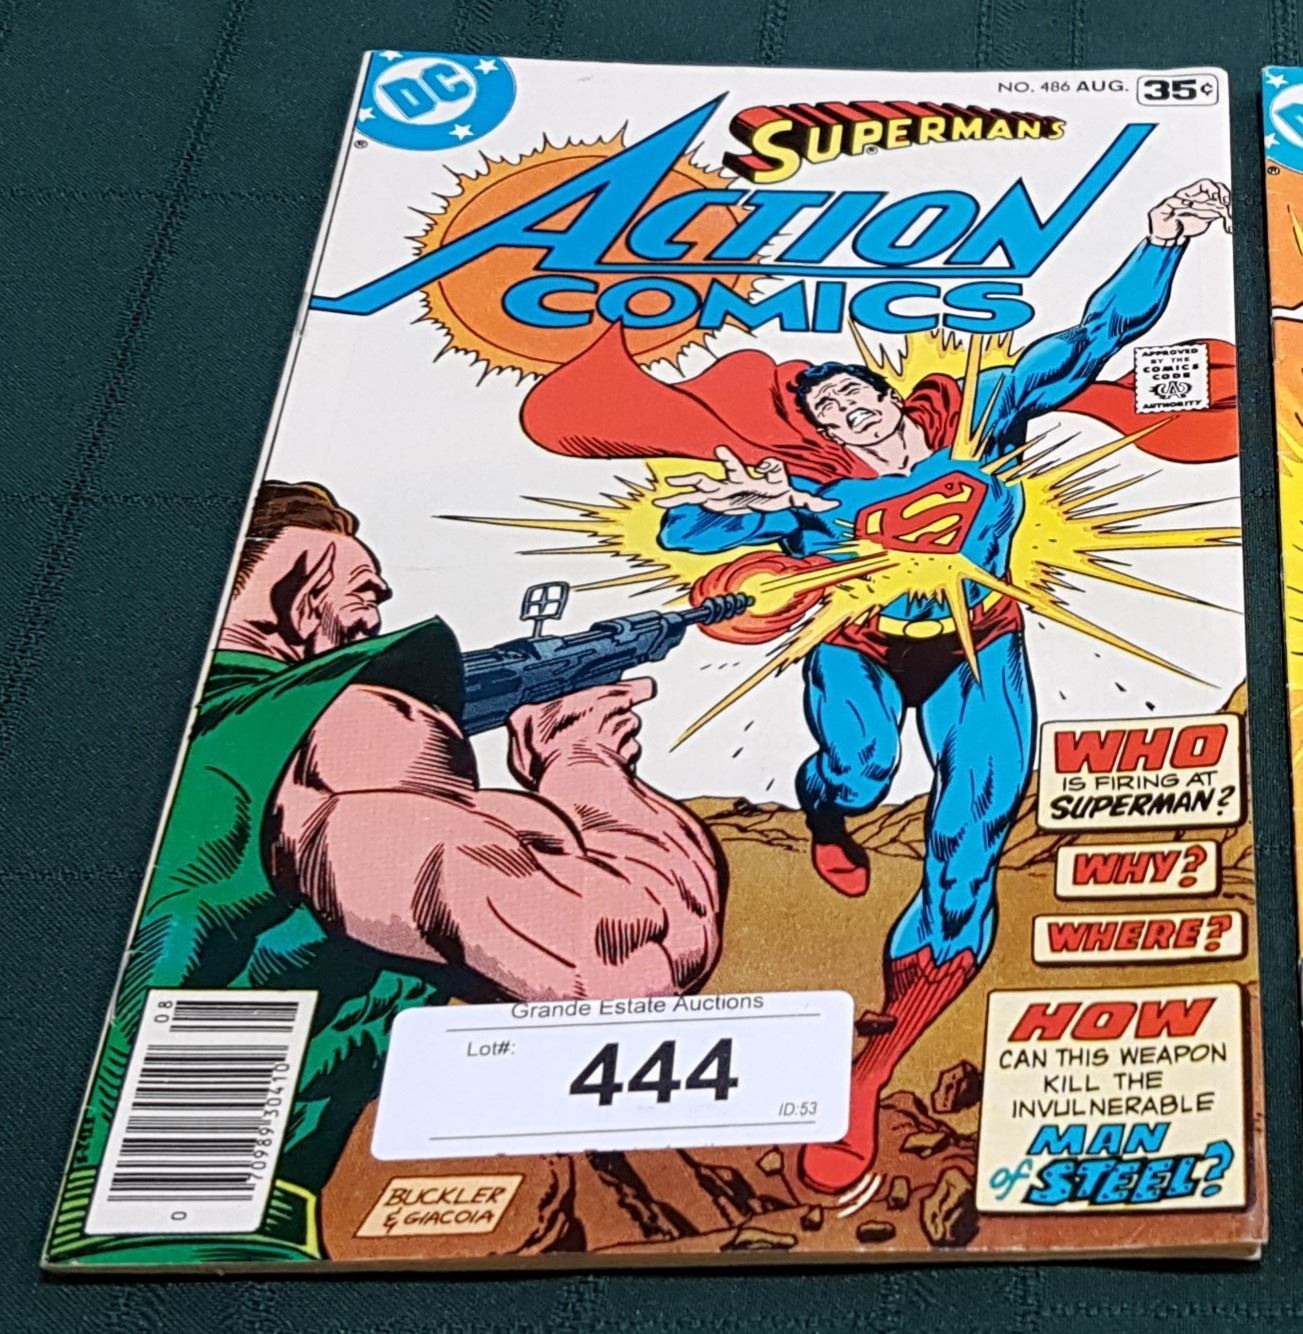 DC
NO. 486 AUG. 35¢
SUPERMAN'S
®
ACTION
COMICS
®
APPROVED
BY THE
COMICS
CODE
CA
AUTHORITY
S
WHO
IS FIRING AT
SUPERMAN?
WHY?
WHERE?
HOW
CAN THIS WEAPON
KILL THE
INVULNERABLE
MAN
of STEEL?
Grande Estate Auctions
Lot#: 444
ID:53
08
0 70989 30410
BUCKLER
& GIACOIA
®